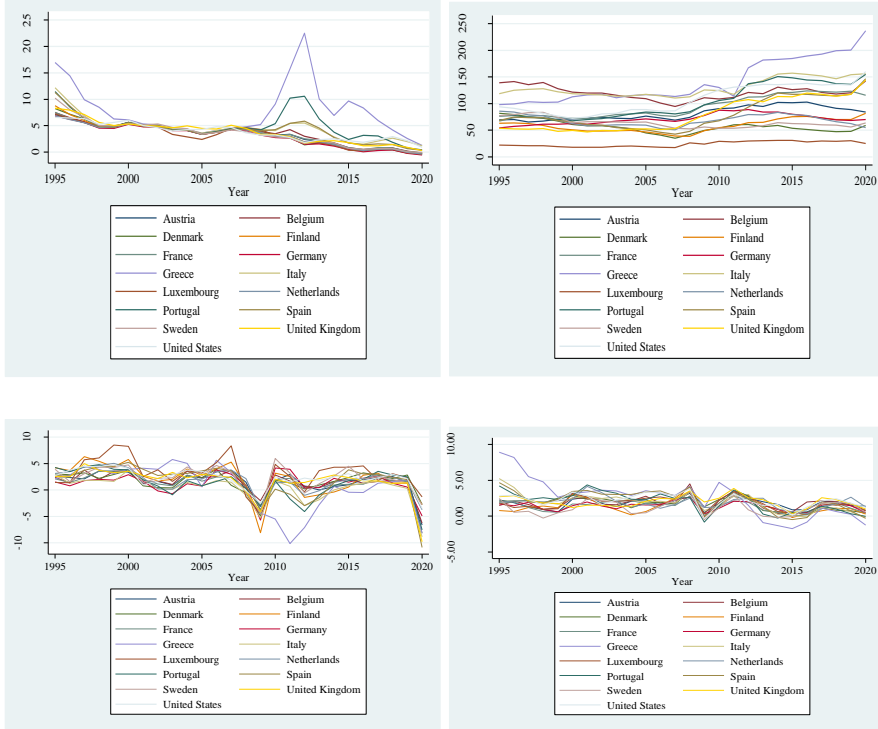 25
20
15
10
5
0
1995 2000 2005 2010 2015 2020
Year
Austria Belgium
Denmark Finland
France Germany
Greece Italy
Luxembourg Netherlands
Portugal Spain
Sweden United Kingdom
United States
250
200
150
100
50
0
1995 2000 2005 2010 2015 2020
Year
Austria Belgium
Denmark Finland
France Germany
Greece Italy
Luxembourg Netherlands
Portugal Spain
Sweden United Kingdom
United States
10
5
0
-5
-10
1995 2000 2005 2010 2015 2020
Year
Austria Belgium
Denmark Finland
France Germany
Greece Italy
Luxembourg Netherlands
Portugal Spain
Sweden United Kingdom
United States
10.00
5.00
0.00
-5.00
1995 2000 2005 2010 2015 2020
Year
Austria Belgium
Denmark Finland
France Germany
Greece Italy
Luxembourg Netherlands
Portugal Spain
Sweden United Kingdom
United States